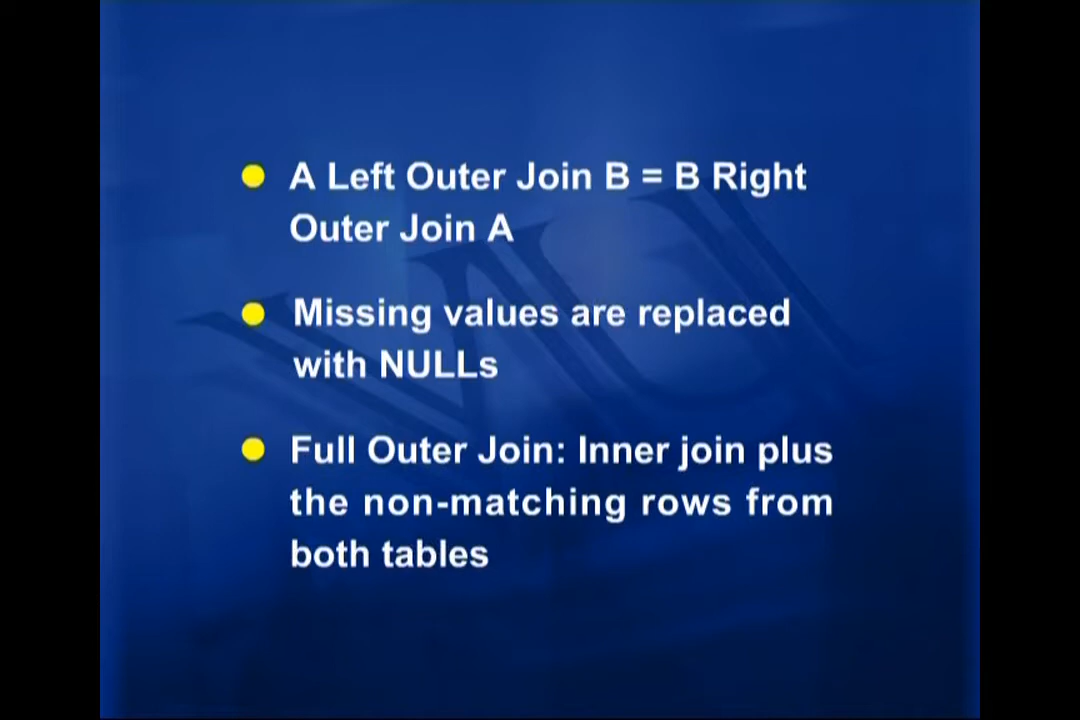 A Left Outer Join B = B Right
Outer Join A
Missing values are replaced
with NULLs
Full Outer Join: Inner join plus
the non-matching rows from
both tables
VU